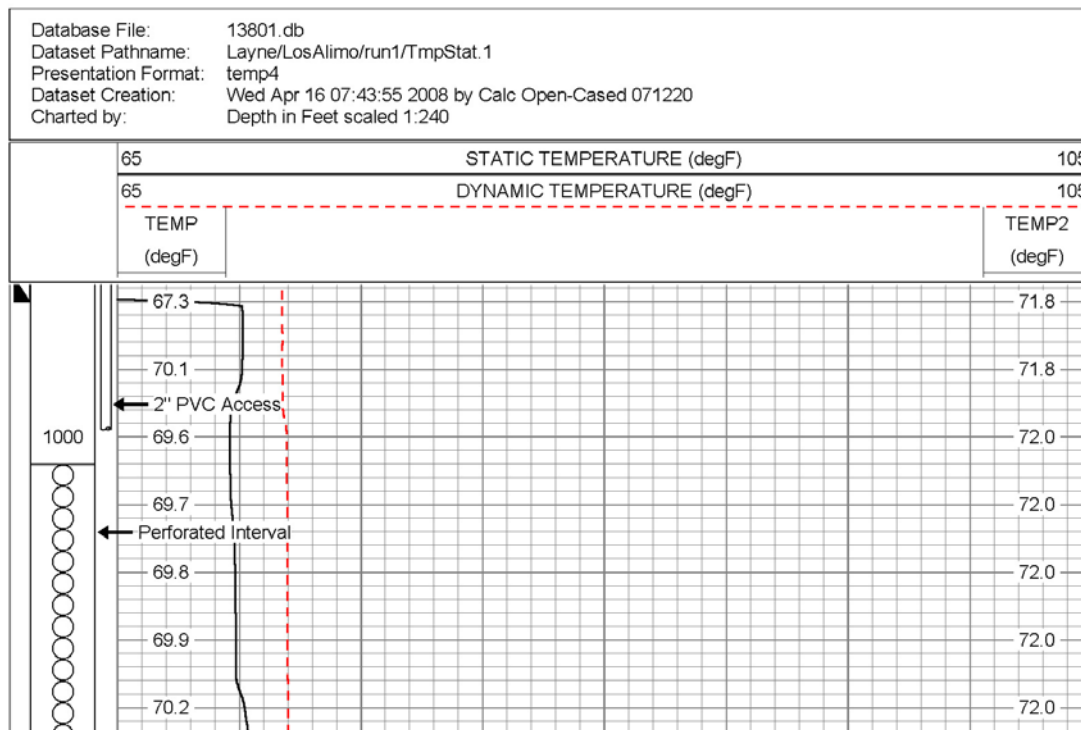 Database File: 13801.db
Dataset Pathname: Layne/LosAlimo/run1/TmpStat.1
Presentation Format: temp4
Dataset Creation: Wed Apr 16 07:43:55 2008 by Calc Open-Cased 071220
Charted by: Depth in Feet scaled 1:240
65 STATIC TEMPERATURE (degF) 105
65 DYNAMIC TEMPERATURE (degF) 105
TEMP TEMP2
(degF) (degF)
67.3 71.8
70.1 71.8
2" PVC Access
1000 69.6 72.0
69.7 72.0
Perforated Interval
69.8 72.0
69.9 72.0
70.2 72.0